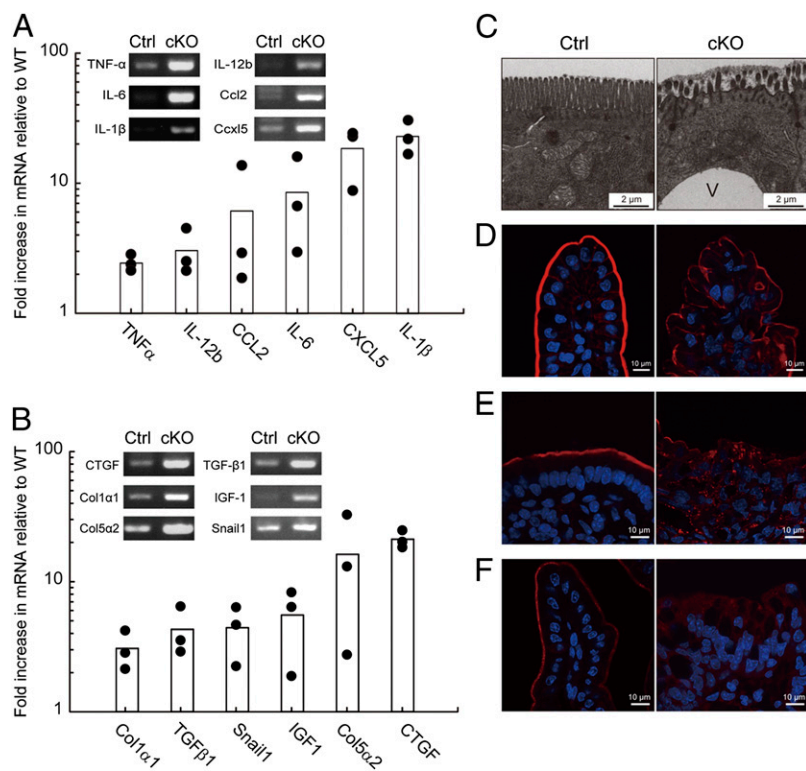 A
Ctrl cKO
TNF-α
IL-6
IL-1β
Ctrl cKO
IL-12b
Ccl2
Ccxl5
Fold increase in mRNA relative to WT
100
10
1
TNFα
IL-12b
CCL2
IL-6
CXCL5
IL-1β
B
Ctrl cKO
CTGF
Col1α1
Col5α2
Ctrl cKO
TGF-β1
IGF-1
Snail1
Fold increase in mRNA relative to WT
100
10
1
Col1α1
TGFβ1
Snail1
IGF1
Col5α2
CTGF
C
Ctrl cKO
2 μm
V
2 μm
D
10 μm
10 μm
E
10 μm
10 μm
F
10 μm
10 μm